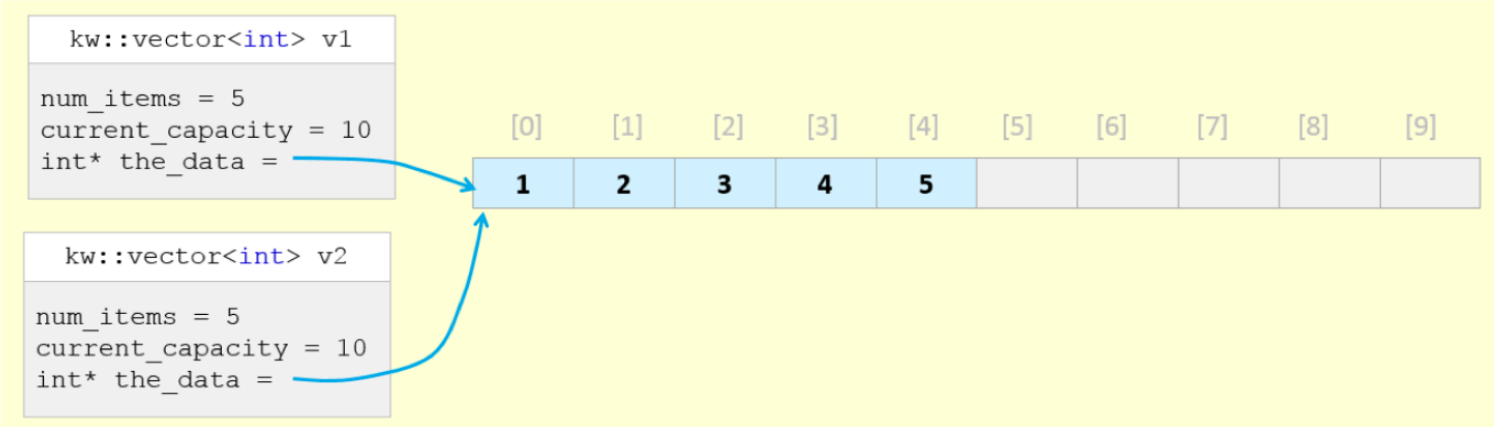 kw::vector<int> v1
num_items = 5
current_capacity = 10
int* the_data =
[0] [1] [2] [3] [4] [5] [6] [7] [8] [9]
1 2 3 4 5
kw::vector<int> v2
num_items = 5
current_capacity = 10
int* the_data =